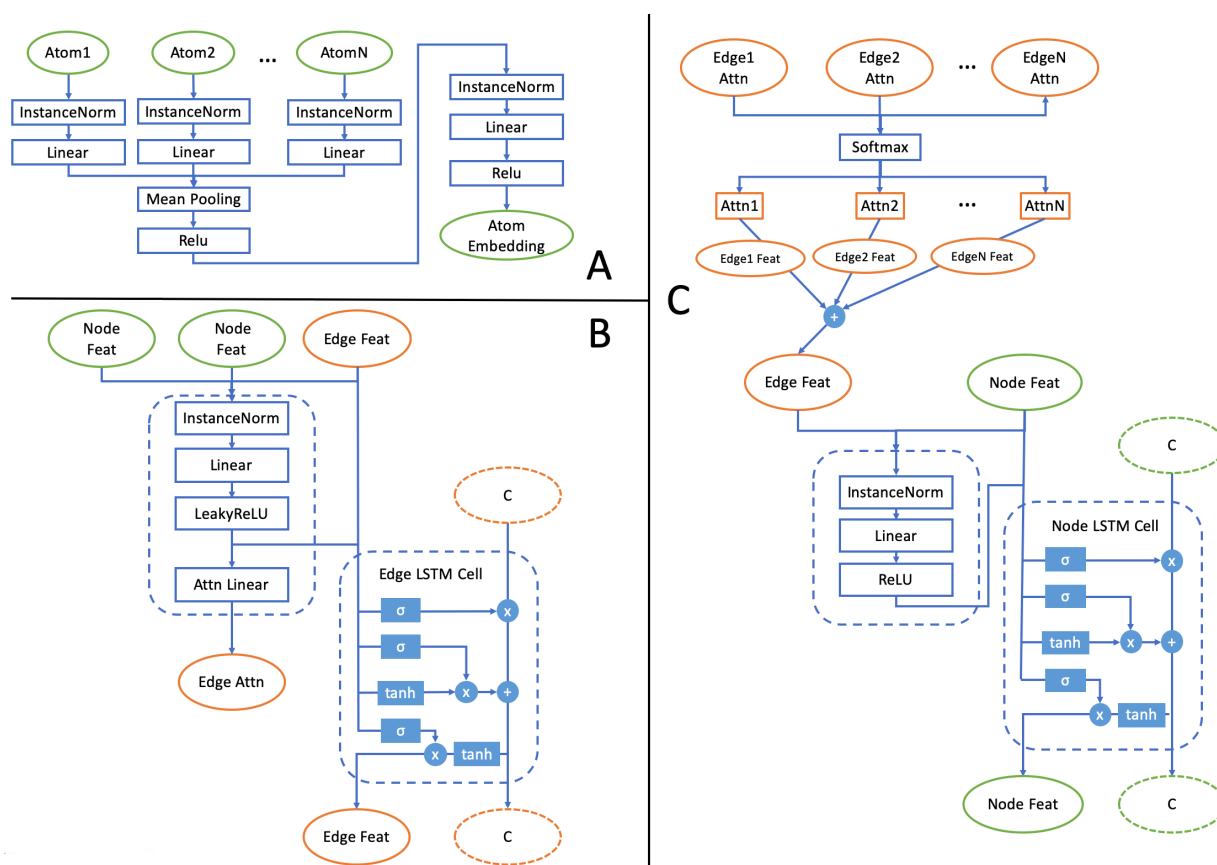 Atom1
Atom2
...
AtomN
InstanceNorm
InstanceNorm
InstanceNorm
Linear
Linear
Linear
Mean Pooling
Relu
InstanceNorm
Linear
Relu
Atom
Embedding
A
Node
Feat
Node
Feat
Edge Feat
B
InstanceNorm
Linear
LeakyReLU
Attn Linear
Edge Attn
C
Edge LSTM Cell
σ
x
σ
tanh
x
+
σ
x
tanh
Edge Feat
C
Edge1
Attn
Edge2
Attn
...
EdgeN
Attn
Softmax
Attn1
Attn2
...
AttnN
Edge1 Feat
Edge2 Feat
EdgeN Feat
C
+
Edge Feat
Node Feat
C
InstanceNorm
Linear
ReLU
Node LSTM Cell
σ
x
σ
tanh
x
+
σ
x
tanh
Node Feat
C